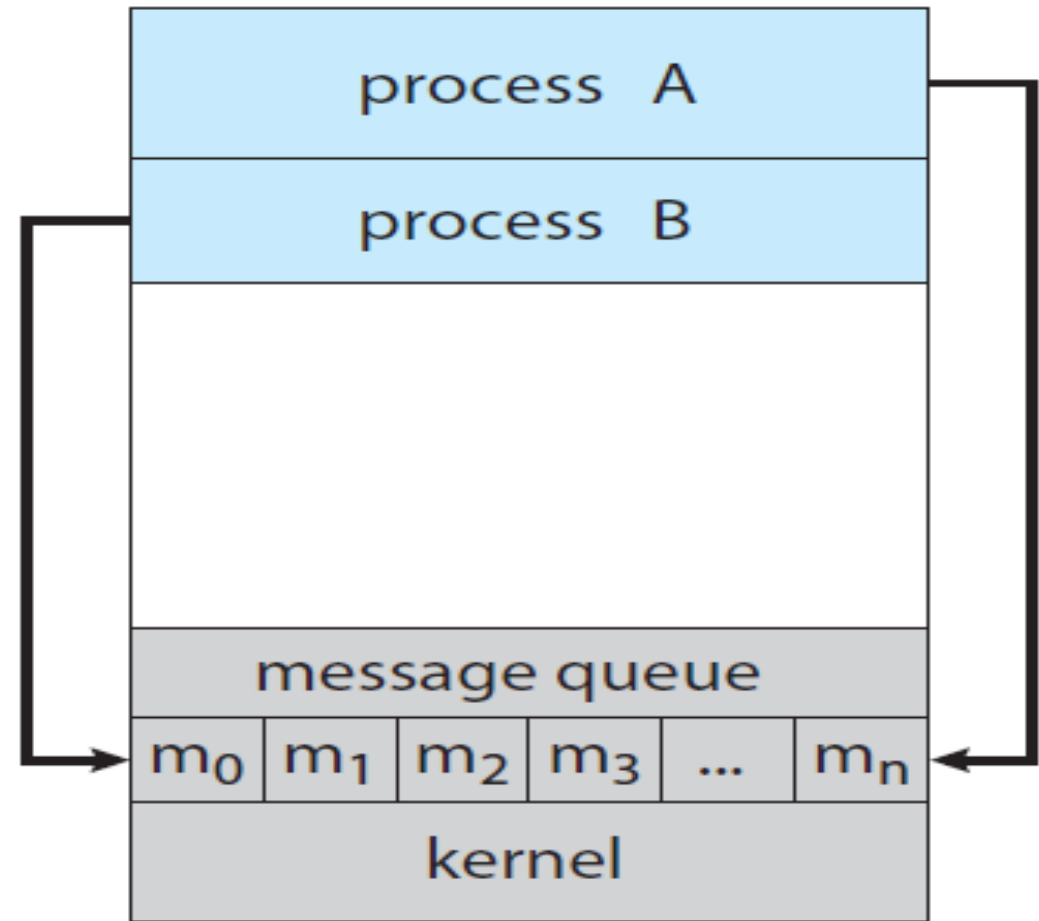 process A
process B
message queue
m₀ m₁ m₂ m₃ ... mₙ
kernel